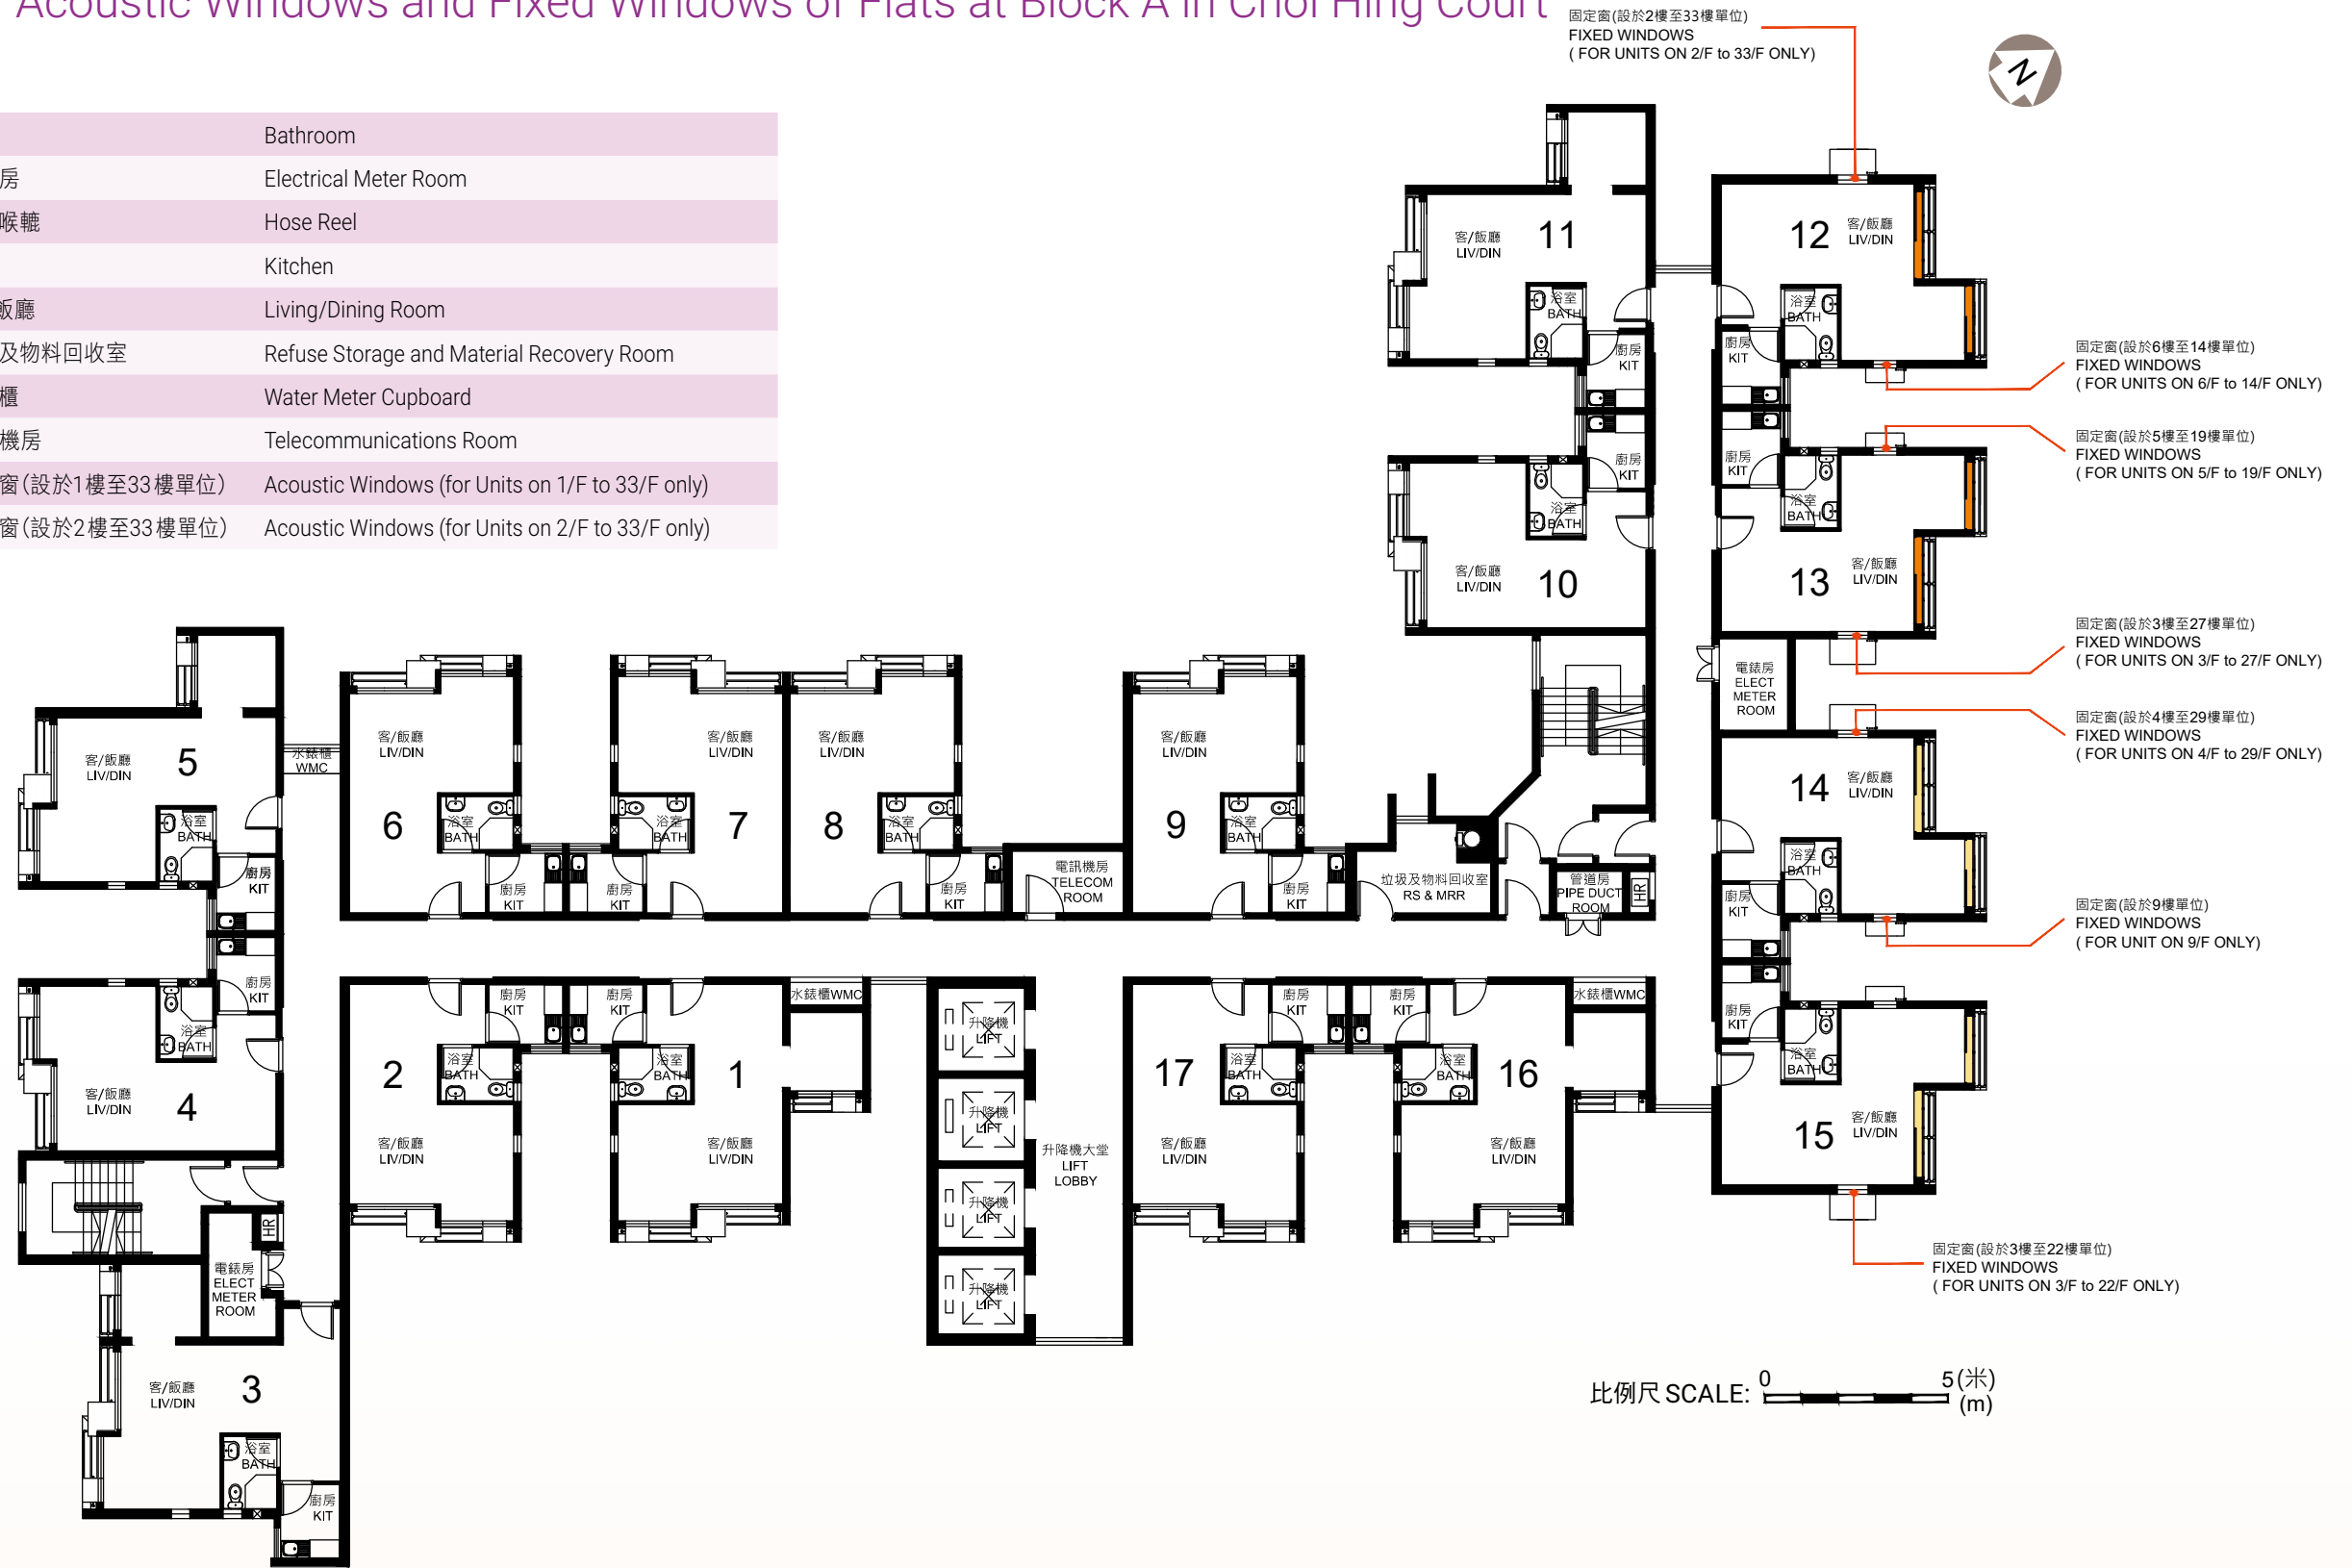 Acoustic Windows and Fixed Windows of Flats at Block A in Choi Hing Court
固定窗(設於2樓至33樓單位)
FIXED WINDOWS
( FOR UNITS ON 2/F to 33/F ONLY)
N
Bathroom
房 Electrical Meter Room
喉轆 Hose Reel
Kitchen
飯廳 Living/Dining Room
及物料回收室 Refuse Storage and Material Recovery Room
櫃 Water Meter Cupboard
機房 Telecommunications Room
窗(設於1樓至33樓單位) Acoustic Windows (for Units on 1/F to 33/F only)
窗(設於2樓至33樓單位) Acoustic Windows (for Units on 2/F to 33/F only)
客/飯廳
LIV/DIN
11
浴室
BATH
廚房
KIT
12
客/飯廳
LIV/DIN
浴室
BATH
廚房
KIT
固定窗(設於6樓至14樓單位)
FIXED WINDOWS
( FOR UNITS ON 6/F to 14/F ONLY)
固定窗(設於5樓至19樓單位)
FIXED WINDOWS
( FOR UNITS ON 5/F to 19/F ONLY)
廚房
KIT
浴室
BATH
客/飯廳
LIV/DIN
10
廚房
KIT
浴室
BATH
13
客/飯廳
LIV/DIN
固定窗(設於3樓至27樓單位)
FIXED WINDOWS
( FOR UNITS ON 3/F to 27/F ONLY)
電錶房
ELECT
METER
ROOM
固定窗(設於4樓至29樓單位)
FIXED WINDOWS
( FOR UNITS ON 4/F to 29/F ONLY)
客/飯廳
LIV/DIN
5
浴室
BATH
廚房
KIT
水錶櫃
WMC
客/飯廳
LIV/DIN
6
浴室
BATH
廚房
KIT
客/飯廳
LIV/DIN
7
浴室
BATH
廚房
KIT
客/飯廳
LIV/DIN
8
浴室
BATH
廚房
KIT
電訊機房
TELECOM
ROOM
客/飯廳
LIV/DIN
9
浴室
BATH
廚房
KIT
垃圾及物料回收室
RS & MRR
管道房
PIPE DUCT
ROOM
HR
14
客/飯廳
LIV/DIN
浴室
BATH
廚房
KIT
固定窗(設於9樓單位)
FIXED WINDOWS
( FOR UNIT ON 9/F ONLY)
廚房
KIT
浴室
BATH
客/飯廳
LIV/DIN
4
廚房
KIT
浴室
BATH
2
客/飯廳
LIV/DIN
廚房
KIT
浴室
BATH
1
客/飯廳
LIV/DIN
水錶櫃WMC
升降機
LIFT
升降機
LIFT
升降機
LIFT
升降機
LIFT
升降機大堂
LIFT
LOBBY
廚房
KIT
浴室
BATH
17
客/飯廳
LIV/DIN
廚房
KIT
浴室
BATH
16
客/飯廳
LIV/DIN
水錶櫃WMC
廚房
KIT
浴室
BATH
15
客/飯廳
LIV/DIN
固定窗(設於3樓至22樓單位)
FIXED WINDOWS
( FOR UNITS ON 3/F to 22/F ONLY)
HR
電錶房
ELECT
METER
ROOM
客/飯廳
LIV/DIN
3
浴室
BATH
廚房
KIT
比例尺 SCALE: 0 5(米)
(m)